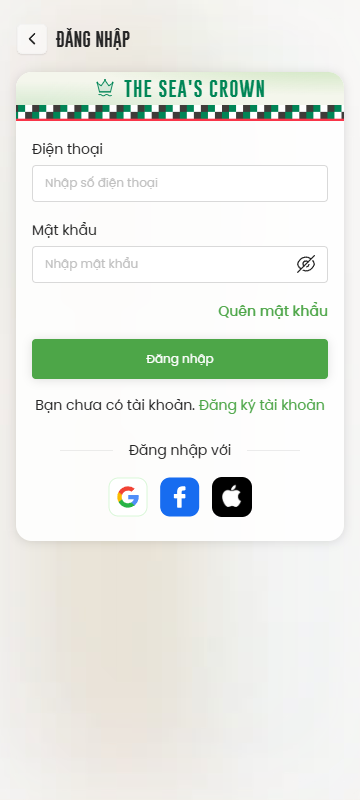 ĐĂNG NHẬP
THE SEA'S CROWN
Điện thoại
Nhập số điện thoại
Mật khẩu
Nhập mật khẩu
Quên mật khẩu
Đăng nhập
Bạn chưa có tài khoản. Đăng ký tài khoản
Đăng nhập với